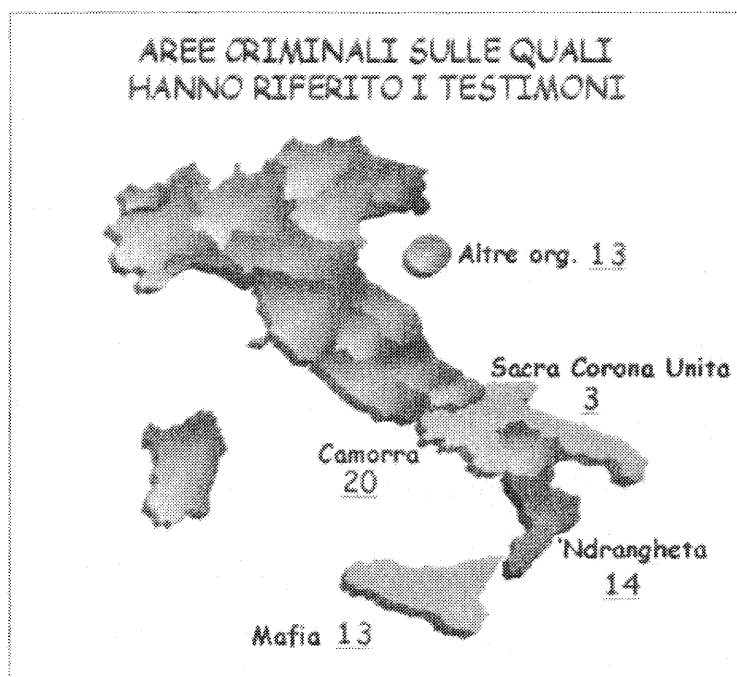 AREE CRIMINALI SULLE QUALI
HANNO RIFERITO I TESTIMONI
Altre org. 13
Sacra Corona Unita
3
Camorra
20
'Ndrangheta
14
Mafia 13